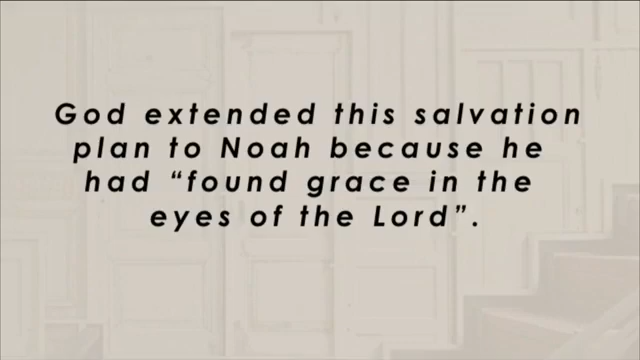 God extended this salvation
plan to Noah because he
had “found grace in the
eyes of the Lord”.